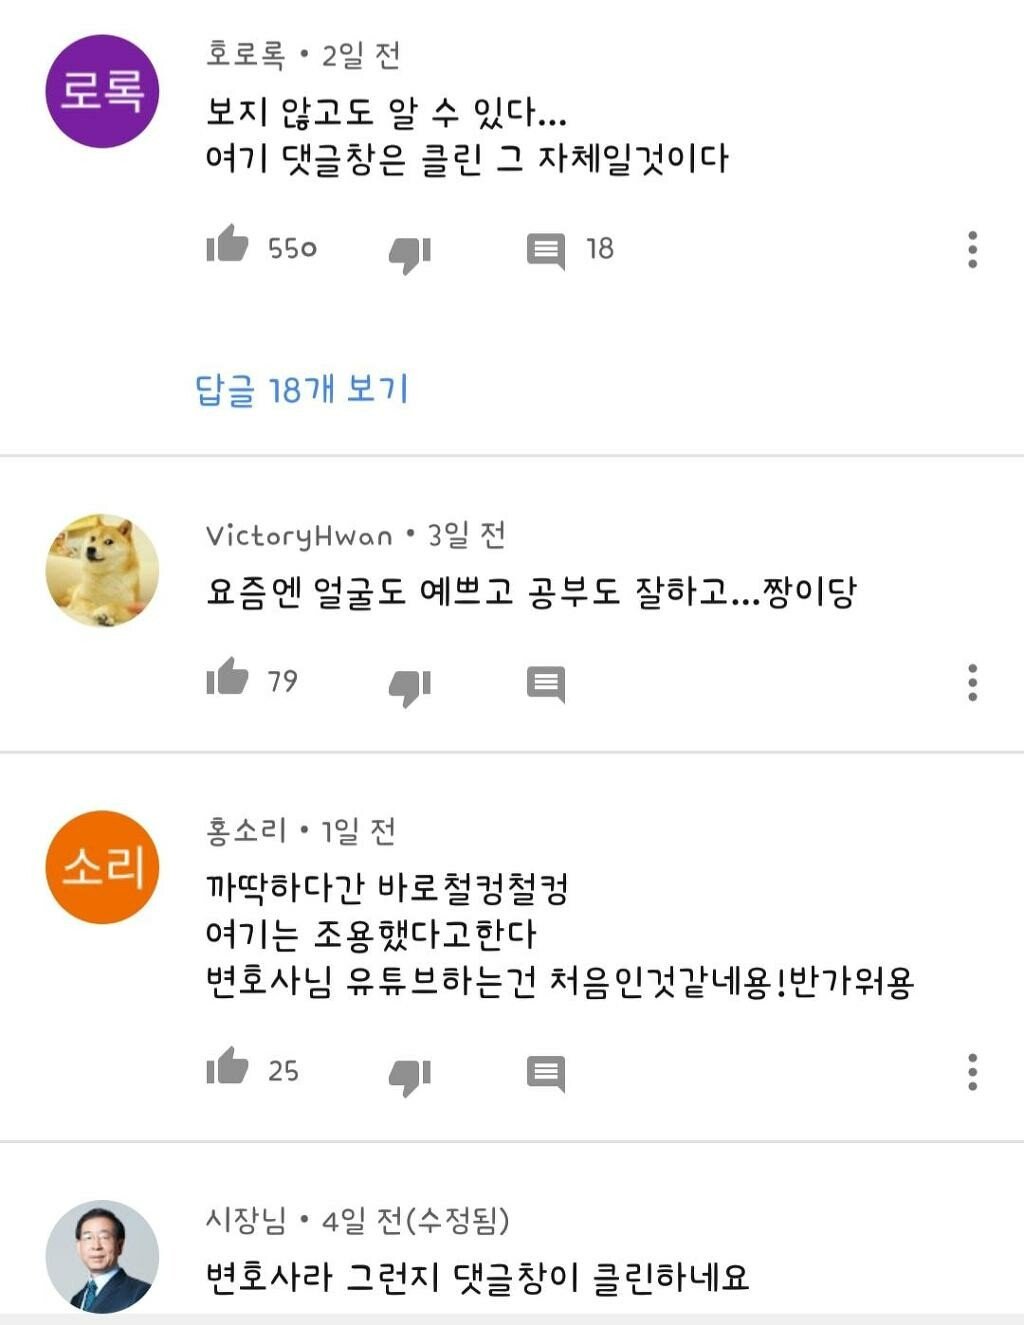 로록
호로록 • 2일 전
보지 않고도 알 수 있다...
여기 댓글창은 클린 그 자체일것이다
550
18
답글 18개 보기
VictoryHwan • 3일 전
요즘엔 얼굴도 예쁘고 공부도 잘하고...짱이당
79
소리
홍소리 • 1일 전
까딱하다간 바로철컹철컹
여기는 조용했다고한다
변호사님 유튜브하는건 처음인것같네용!반가워용
25
시장님 • 4일 전(수정됨)
변호사라 그런지 댓글창이 클린하네요